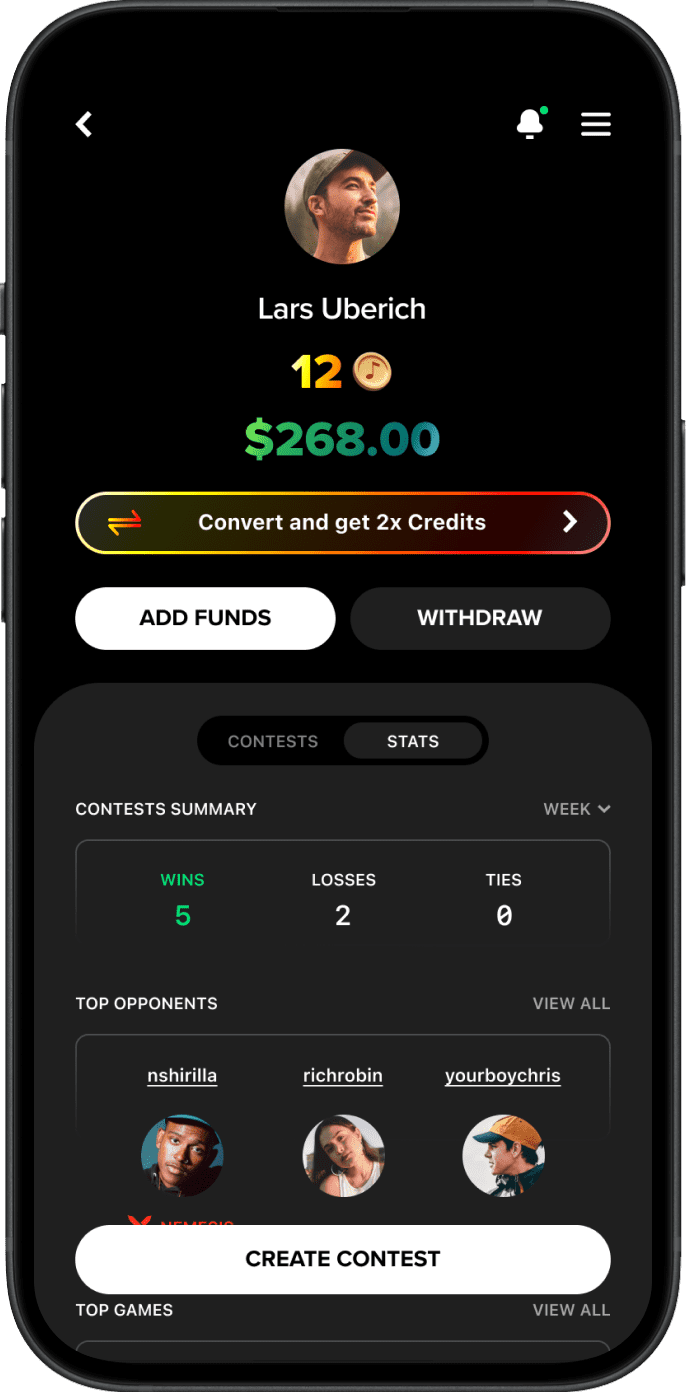 Lars Uberich
12
$268.00
Convert and get 2x Credits
ADD FUNDS
WITHDRAW
CONTESTS
STATS
CONTESTS SUMMARY
WEEK
WINS
LOSSES
TIES
5
2
0
TOP OPPONENTS
VIEW ALL
nshirilla
richrobin
yourboychris
NEMESIS
CREATE CONTEST
TOP GAMES
VIEW ALL